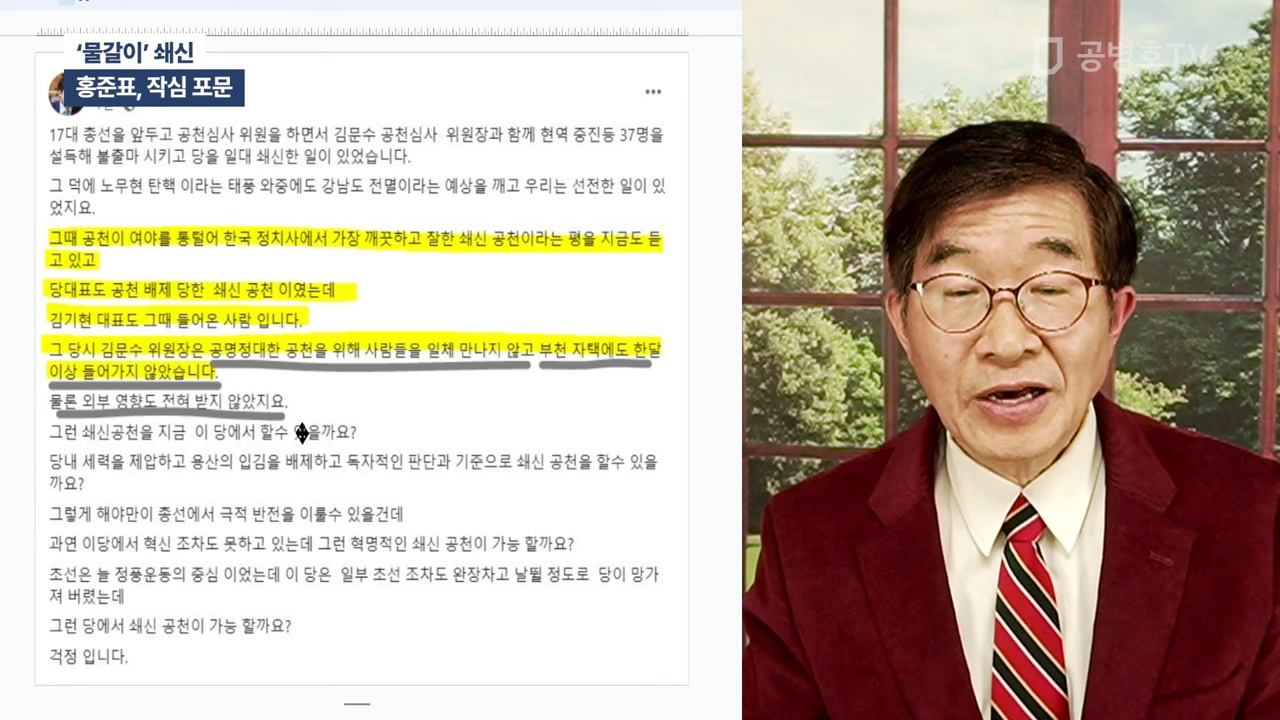 ‘물갈이’ 쇄신
홍준표, 작심 포문
공병호TV
17대 총선을 앞두고 공천심사 위원을 하면서 김문수 공천심사 위원장과 함께 현역 중진등 37명을
설득해 불출마 시키고 당을 일대 쇄신한 일이 있었습니다.
그 덕에 노무현 탄핵 이라는 태풍 와중에도 강남도 전멸이라는 예상을 깨고 우리는 선전한 일이 있
었지요.
그때 공천이 여야를 통털어 한국 정치사에서 가장 깨끗하고 잘한 쇄신 공천이라는 평을 지금도 듣
고 있고
당대표도 공천 배제 당한 쇄신 공천 이였는데
김기현 대표도 그때 들어온 사람 입니다.
그 당시 김문수 위원장은 공명정대한 공천을 위해 사람들을 일체 만나지 않고 부천 자택에도 한달
이상 들어가지 않았습니다.
물론 외부 영향도 전혀 받지 않았지요.
그런 쇄신공천을 지금 이 당에서 할수 있을까요?
당내 세력을 제압하고 용산의 입김을 배제하고 독자적인 판단과 기준으로 쇄신 공천을 할수 있을
까요?
그렇게 해야만이 총선에서 극적 반전을 이룰수 있을건데
과연 이당에서 혁신 조차도 못하고 있는데 그런 혁명적인 쇄신 공천이 가능 할까요?
초선은 늘 정풍운동의 중심 이었는데 이 당은 일부 초선 조차도 완장차고 날뛸 정도로 당이 망가
져 버렸는데
그런 당에서 쇄신 공천이 가능 할까요?
걱정 입니다.